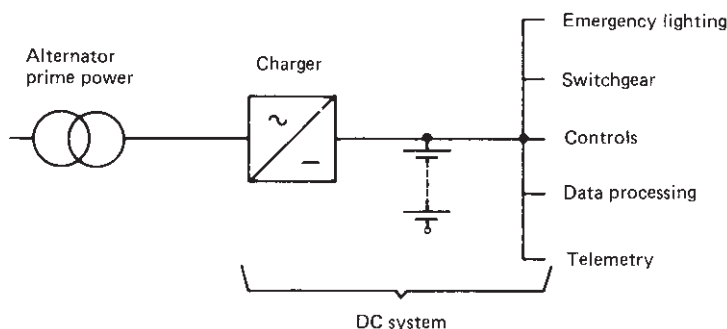 Alternator
prime power
Charger
Emergency lighting
Switchgear
Controls
Data processing
Telemetry
DC system